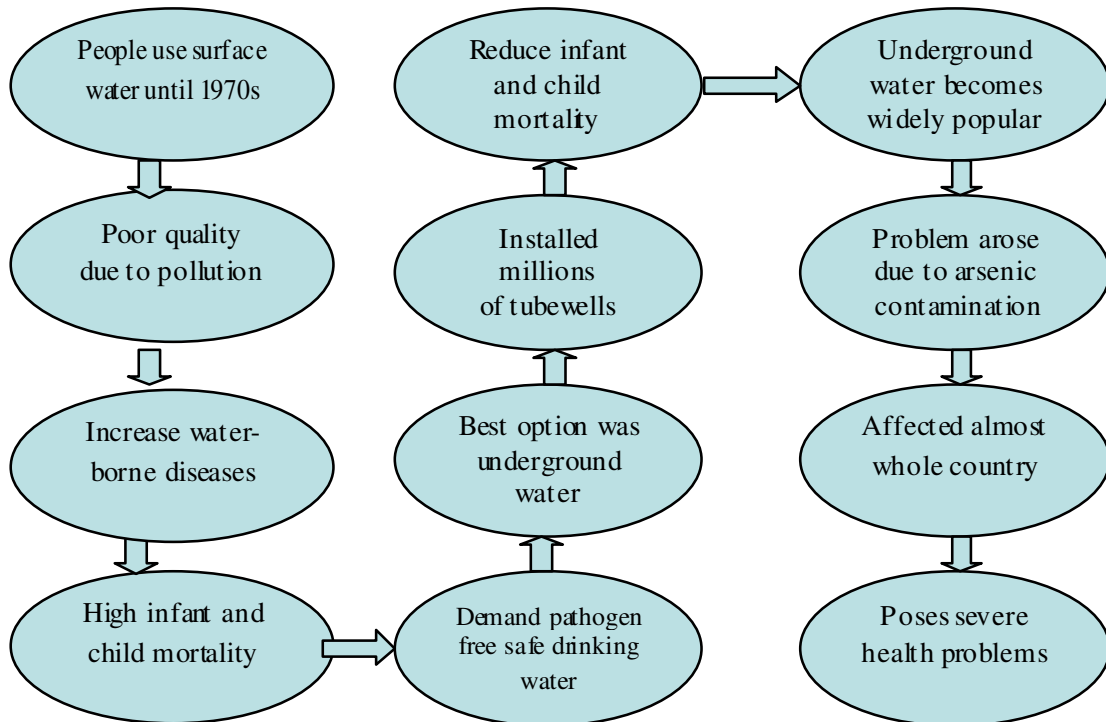 People use surface
water until 1970s
Poor quality
due to pollution
Increase water-
borne diseases
High infant and
child mortality
Demand pathogen
free safe drinking
water
Best option was
underground
water
Installed
millions
of tubewells
Reduce infant
and child
mortality
Underground
water becomes
widely popular
Problem arose
due to arsenic
contamination
Affected almost
whole country
Poses severe
health problems